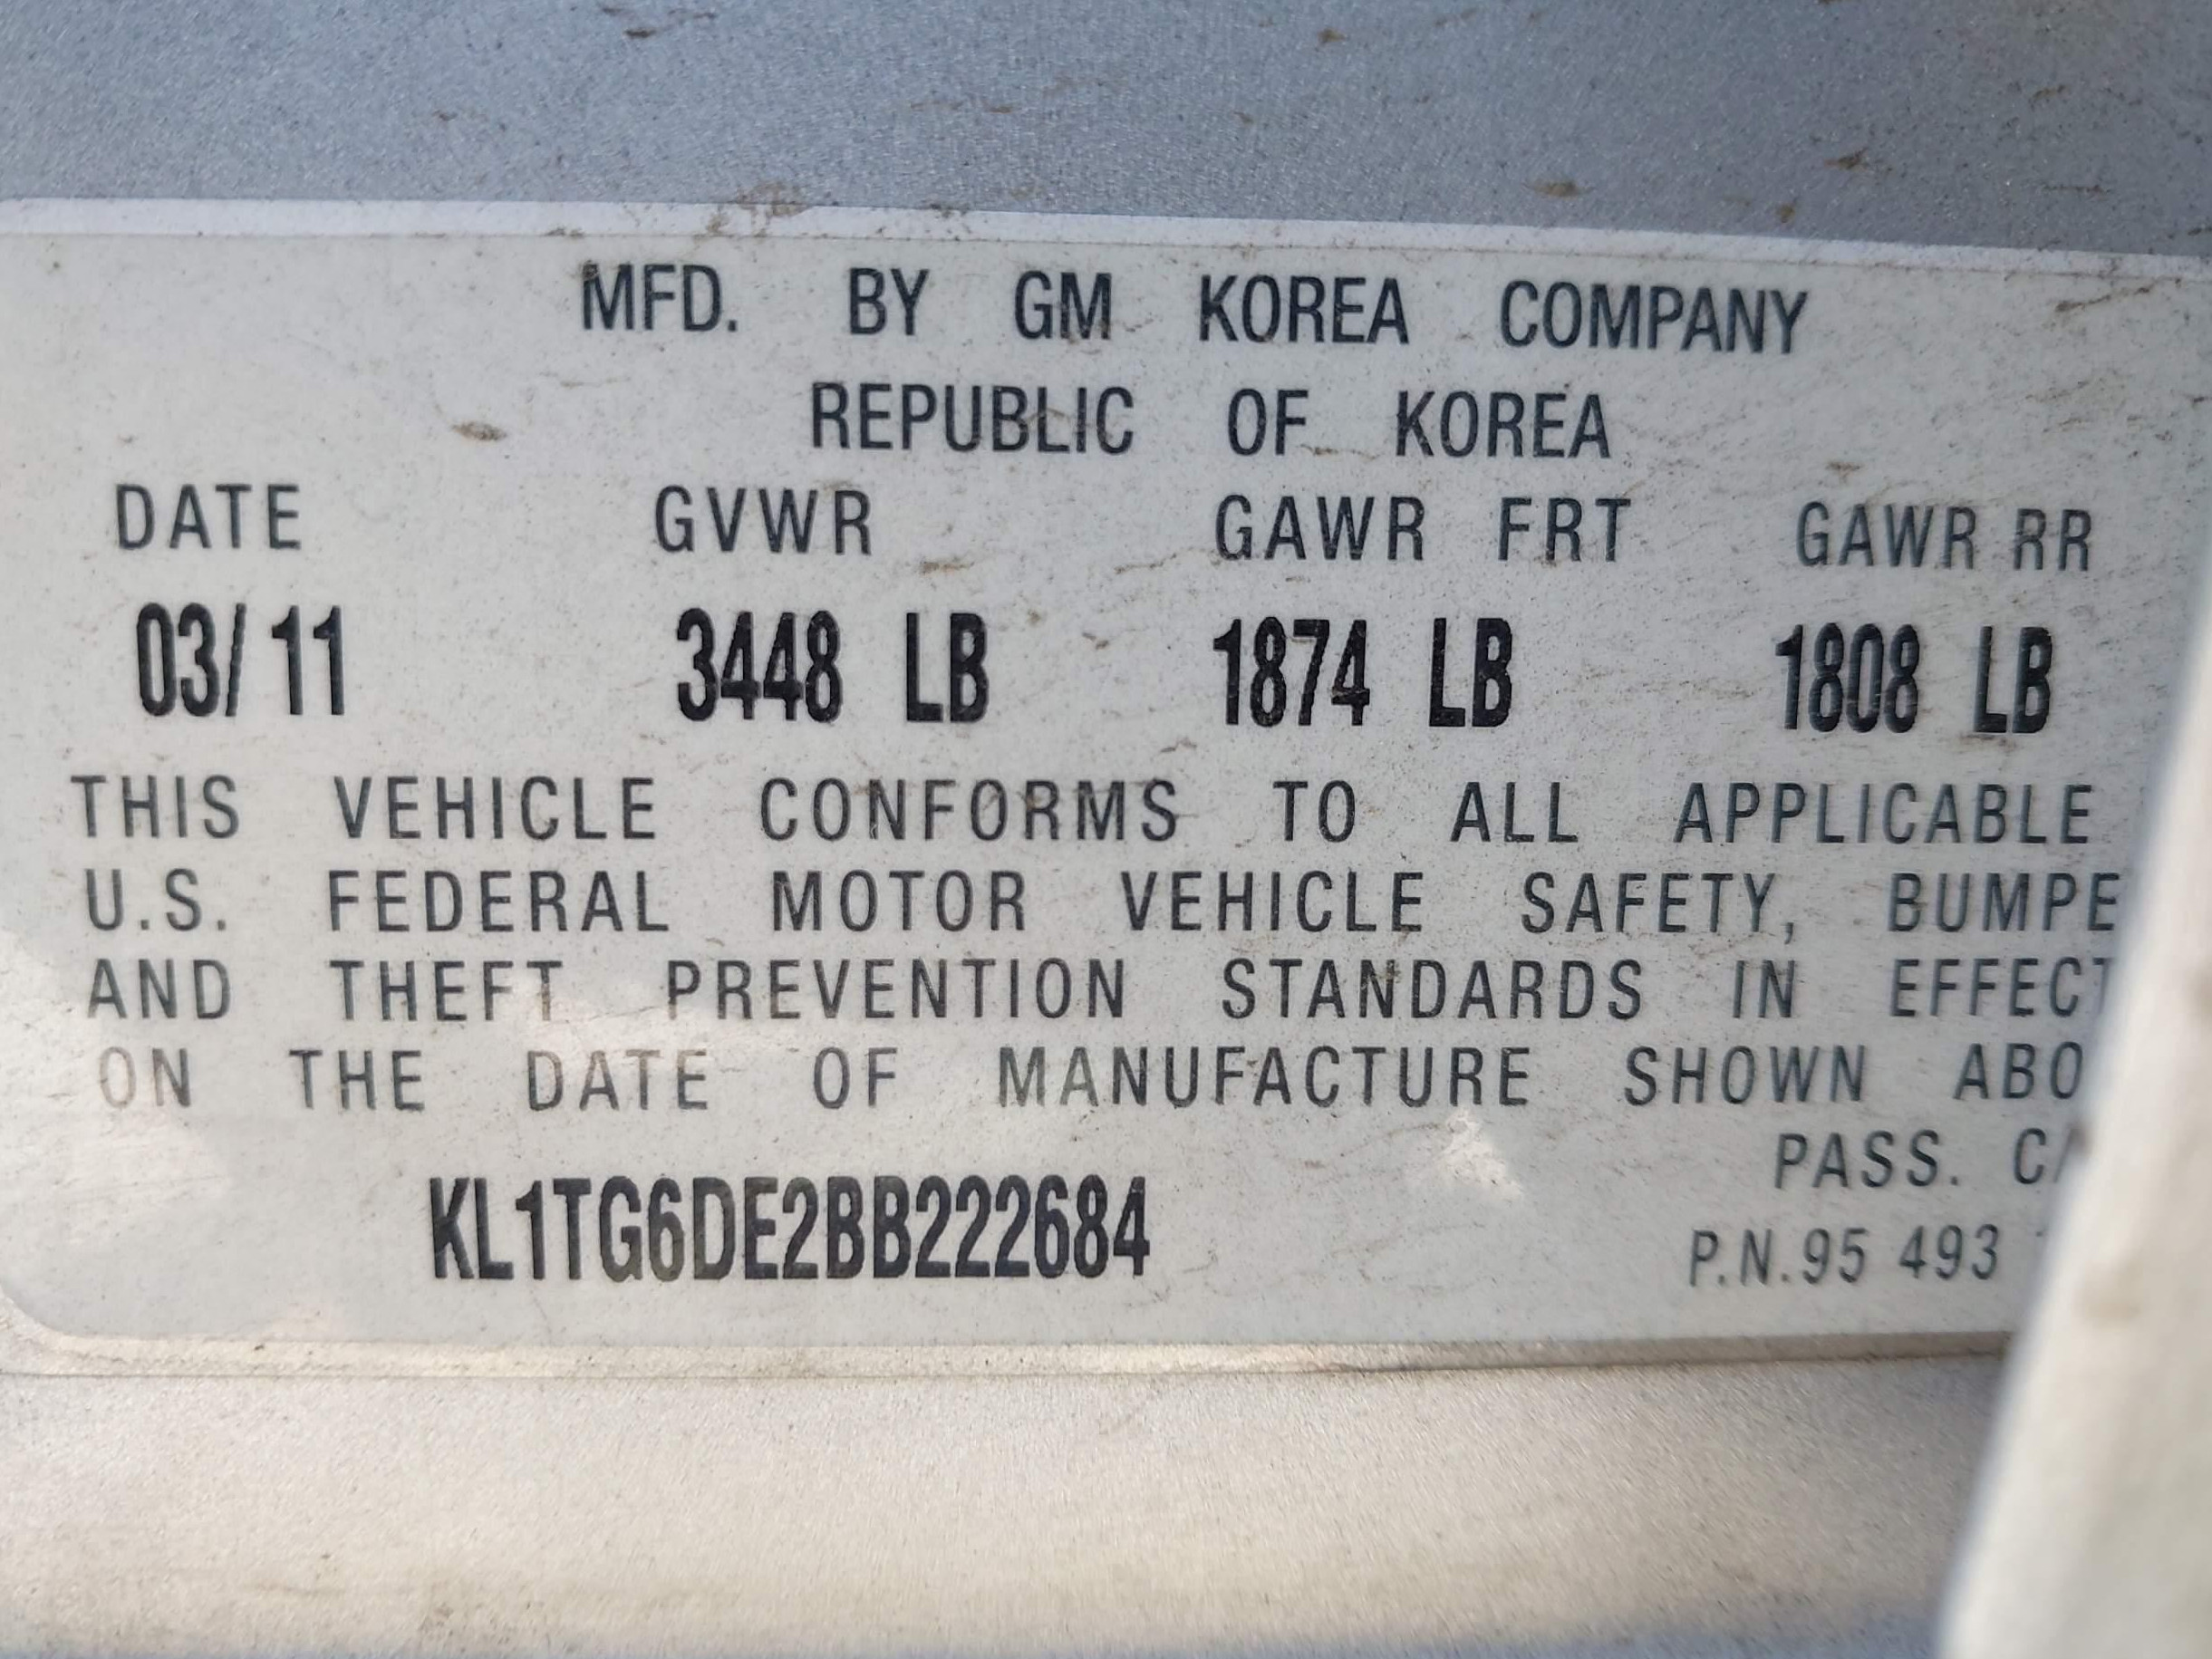 MFD. BY GM KOREA COMPANY
REPUBLIC OF KOREA
DATE GVWR GAWR FRT GAWR RR
03/11 3448 LB 1874 LB 1808 LB
THIS VEHICLE CONFORMS TO ALL APPLICABLE
U.S. FEDERAL MOTOR VEHICLE SAFETY, BUMPE
AND THEFT PREVENTION STANDARDS IN EFFECT
ON THE DATE OF MANUFACTURE SHOWN ABO
PASS. C
KL1TG6DE2BB222684
P.N.95 493